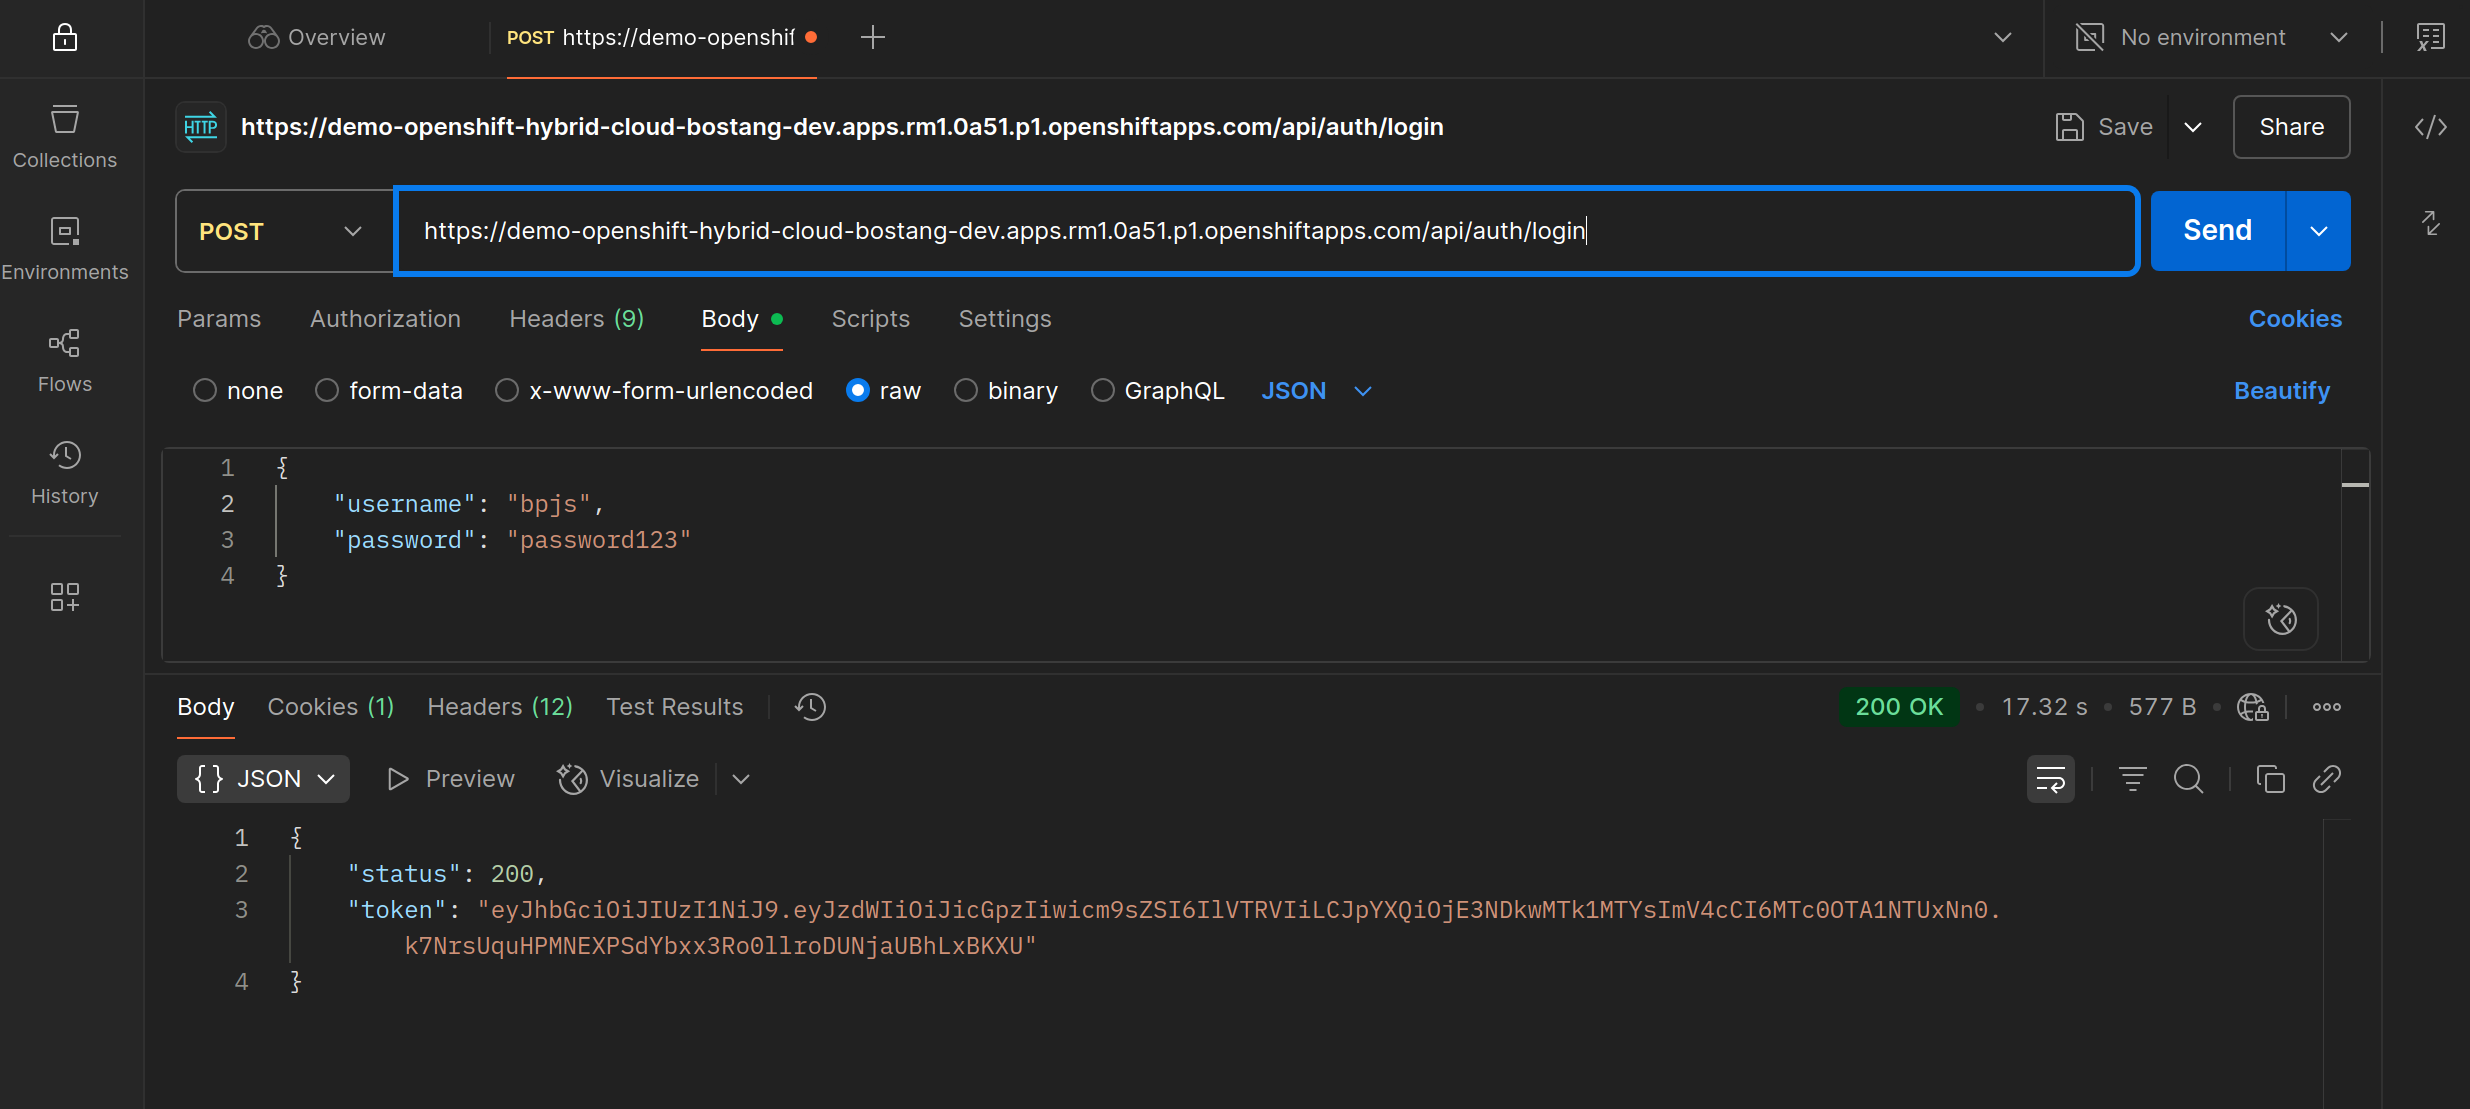 Overview
POST https://demo-openshif
No environment
Collections
Environments
Flows
History
HTTP
https://demo-openshift-hybrid-cloud-bostang-dev.apps.rm1.0a51.p1.openshiftapps.com/api/auth/login
Save
Share
POST
https://demo-openshift-hybrid-cloud-bostang-dev.apps.rm1.0a51.p1.openshiftapps.com/api/auth/login
Send
Params Authorization Headers (9) Body Scripts Settings Cookies
none form-data x-www-form-urlencoded raw binary GraphQL JSON Beautify
1 {
2 "username": "bpjs",
3 "password": "password123"
4 }
Body Cookies (1) Headers (12) Test Results 200 OK • 17.32 s • 577 B •
{} JSON Preview Visualize
1 {
2 "status": 200,
3 "token": "eyJhbGciOiJIUzI1NiJ9.eyJzdWIiOiJicGpzIiwicm9sZSI6IlVTRVIiLCJpYXQiOjE3NDkwMTk1MTYsImV4cCI6MTc0OTA1NTUxNn0.
k7NrsUquHPMNEXPSdYbxx3Ro0llroDUNjaUBhLxBKXU"
4 }